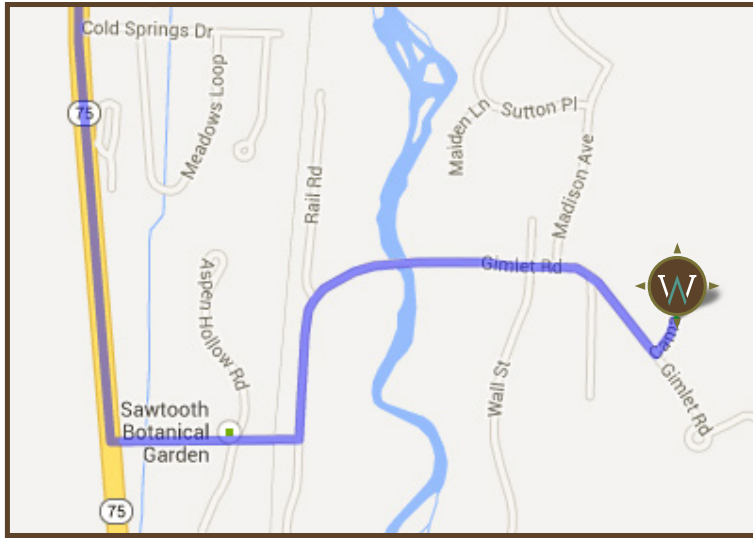 Cold Springs Dr
75
Meadows Loop
Maiden Ln
Sutton Pl
Madison Ave
Rail Rd
Gimlet Rd
W
Aspen Hollow Rd
Wall St
Gimlet Rd
Sawtooth
Botanical
Garden
75